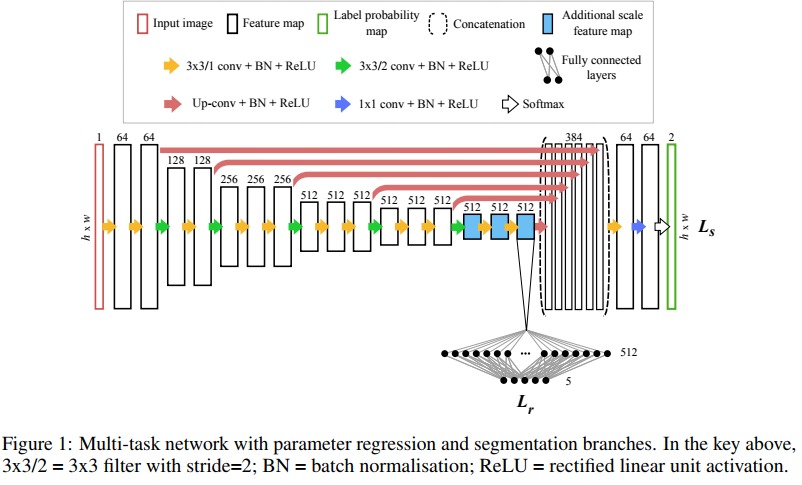 Input image
Feature map
Label probability
map
Concatenation
Additional scale
feature map
3x3/1 conv + BN + ReLU
3x3/2 conv + BN + ReLU
Fully connected
layers
Up-conv + BN + ReLU
1x1 conv + BN + ReLU
Softmax
1 64 64 384 64 64 2
128 128
256 256 256
512 512 512
512 512 512
512 512 512
h x w
h x w
Ls
512
5
Lr
Figure 1: Multi-task network with parameter regression and segmentation branches. In the key above,
3x3/2 = 3x3 filter with stride=2; BN = batch normalisation; ReLU = rectified linear unit activation.